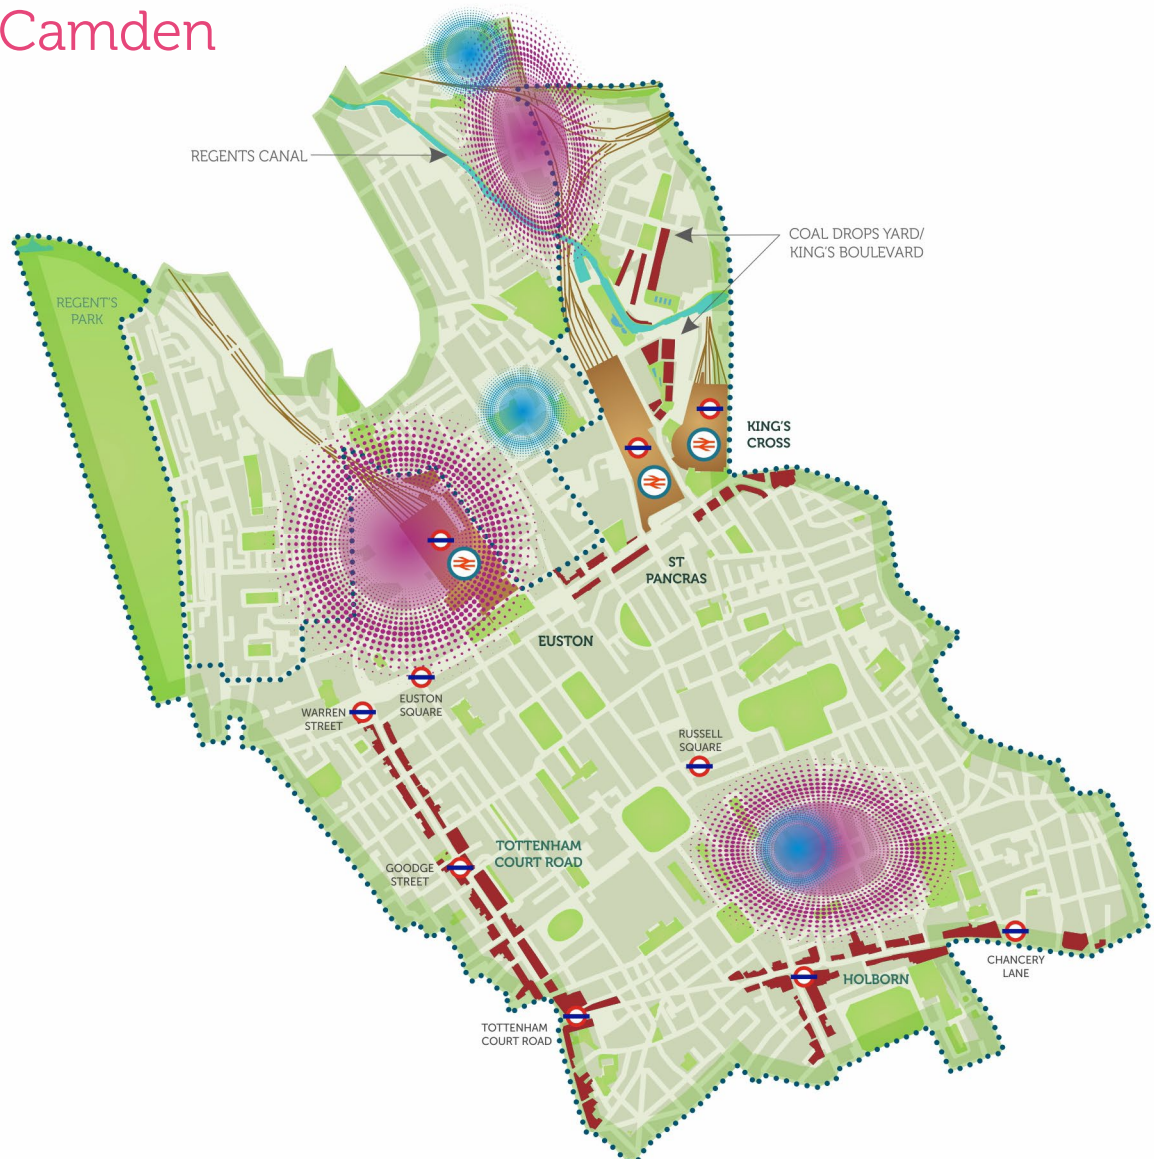 Camden
REGENTS CANAL
COAL DROPS YARD/
KING'S BOULEVARD
REGENT'S
PARK
KING'S
CROSS
ST
PANCRAS
EUSTON
EUSTON
SQUARE
WARREN
STREET
RUSSELL
SQUARE
TOTTENHAM
COURT ROAD
GOODGE
STREET
CHANCERY
LANE
HOLBORN
TOTTENHAM
COURT ROAD